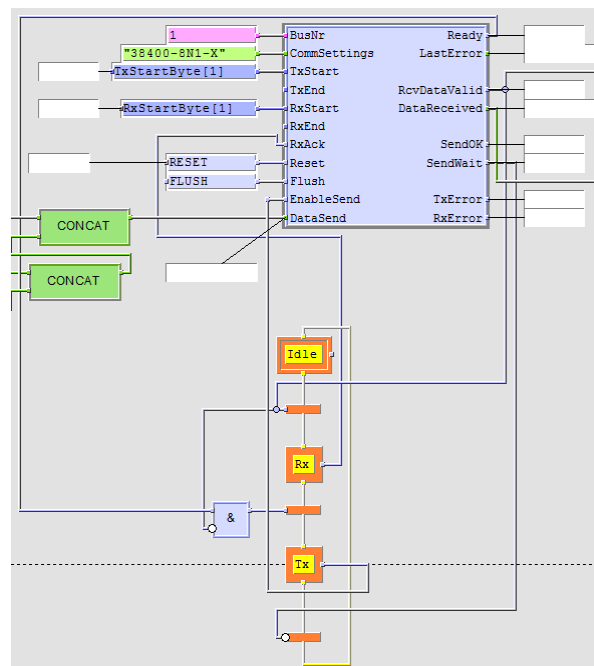 1 BusNr Ready
"38400-8N1-X" CommSettings LastError
TxStartByte[1] TxStart
TxEnd RcvDataValid
RxStartByte[1] RxStart DataReceived
RxEnd
RxAck SendOK
RESET Reset SendWait
FLUSH Flush
EnableSend TxError
DataSend RxError
CONCAT
CONCAT
Idle
Rx
&
Tx